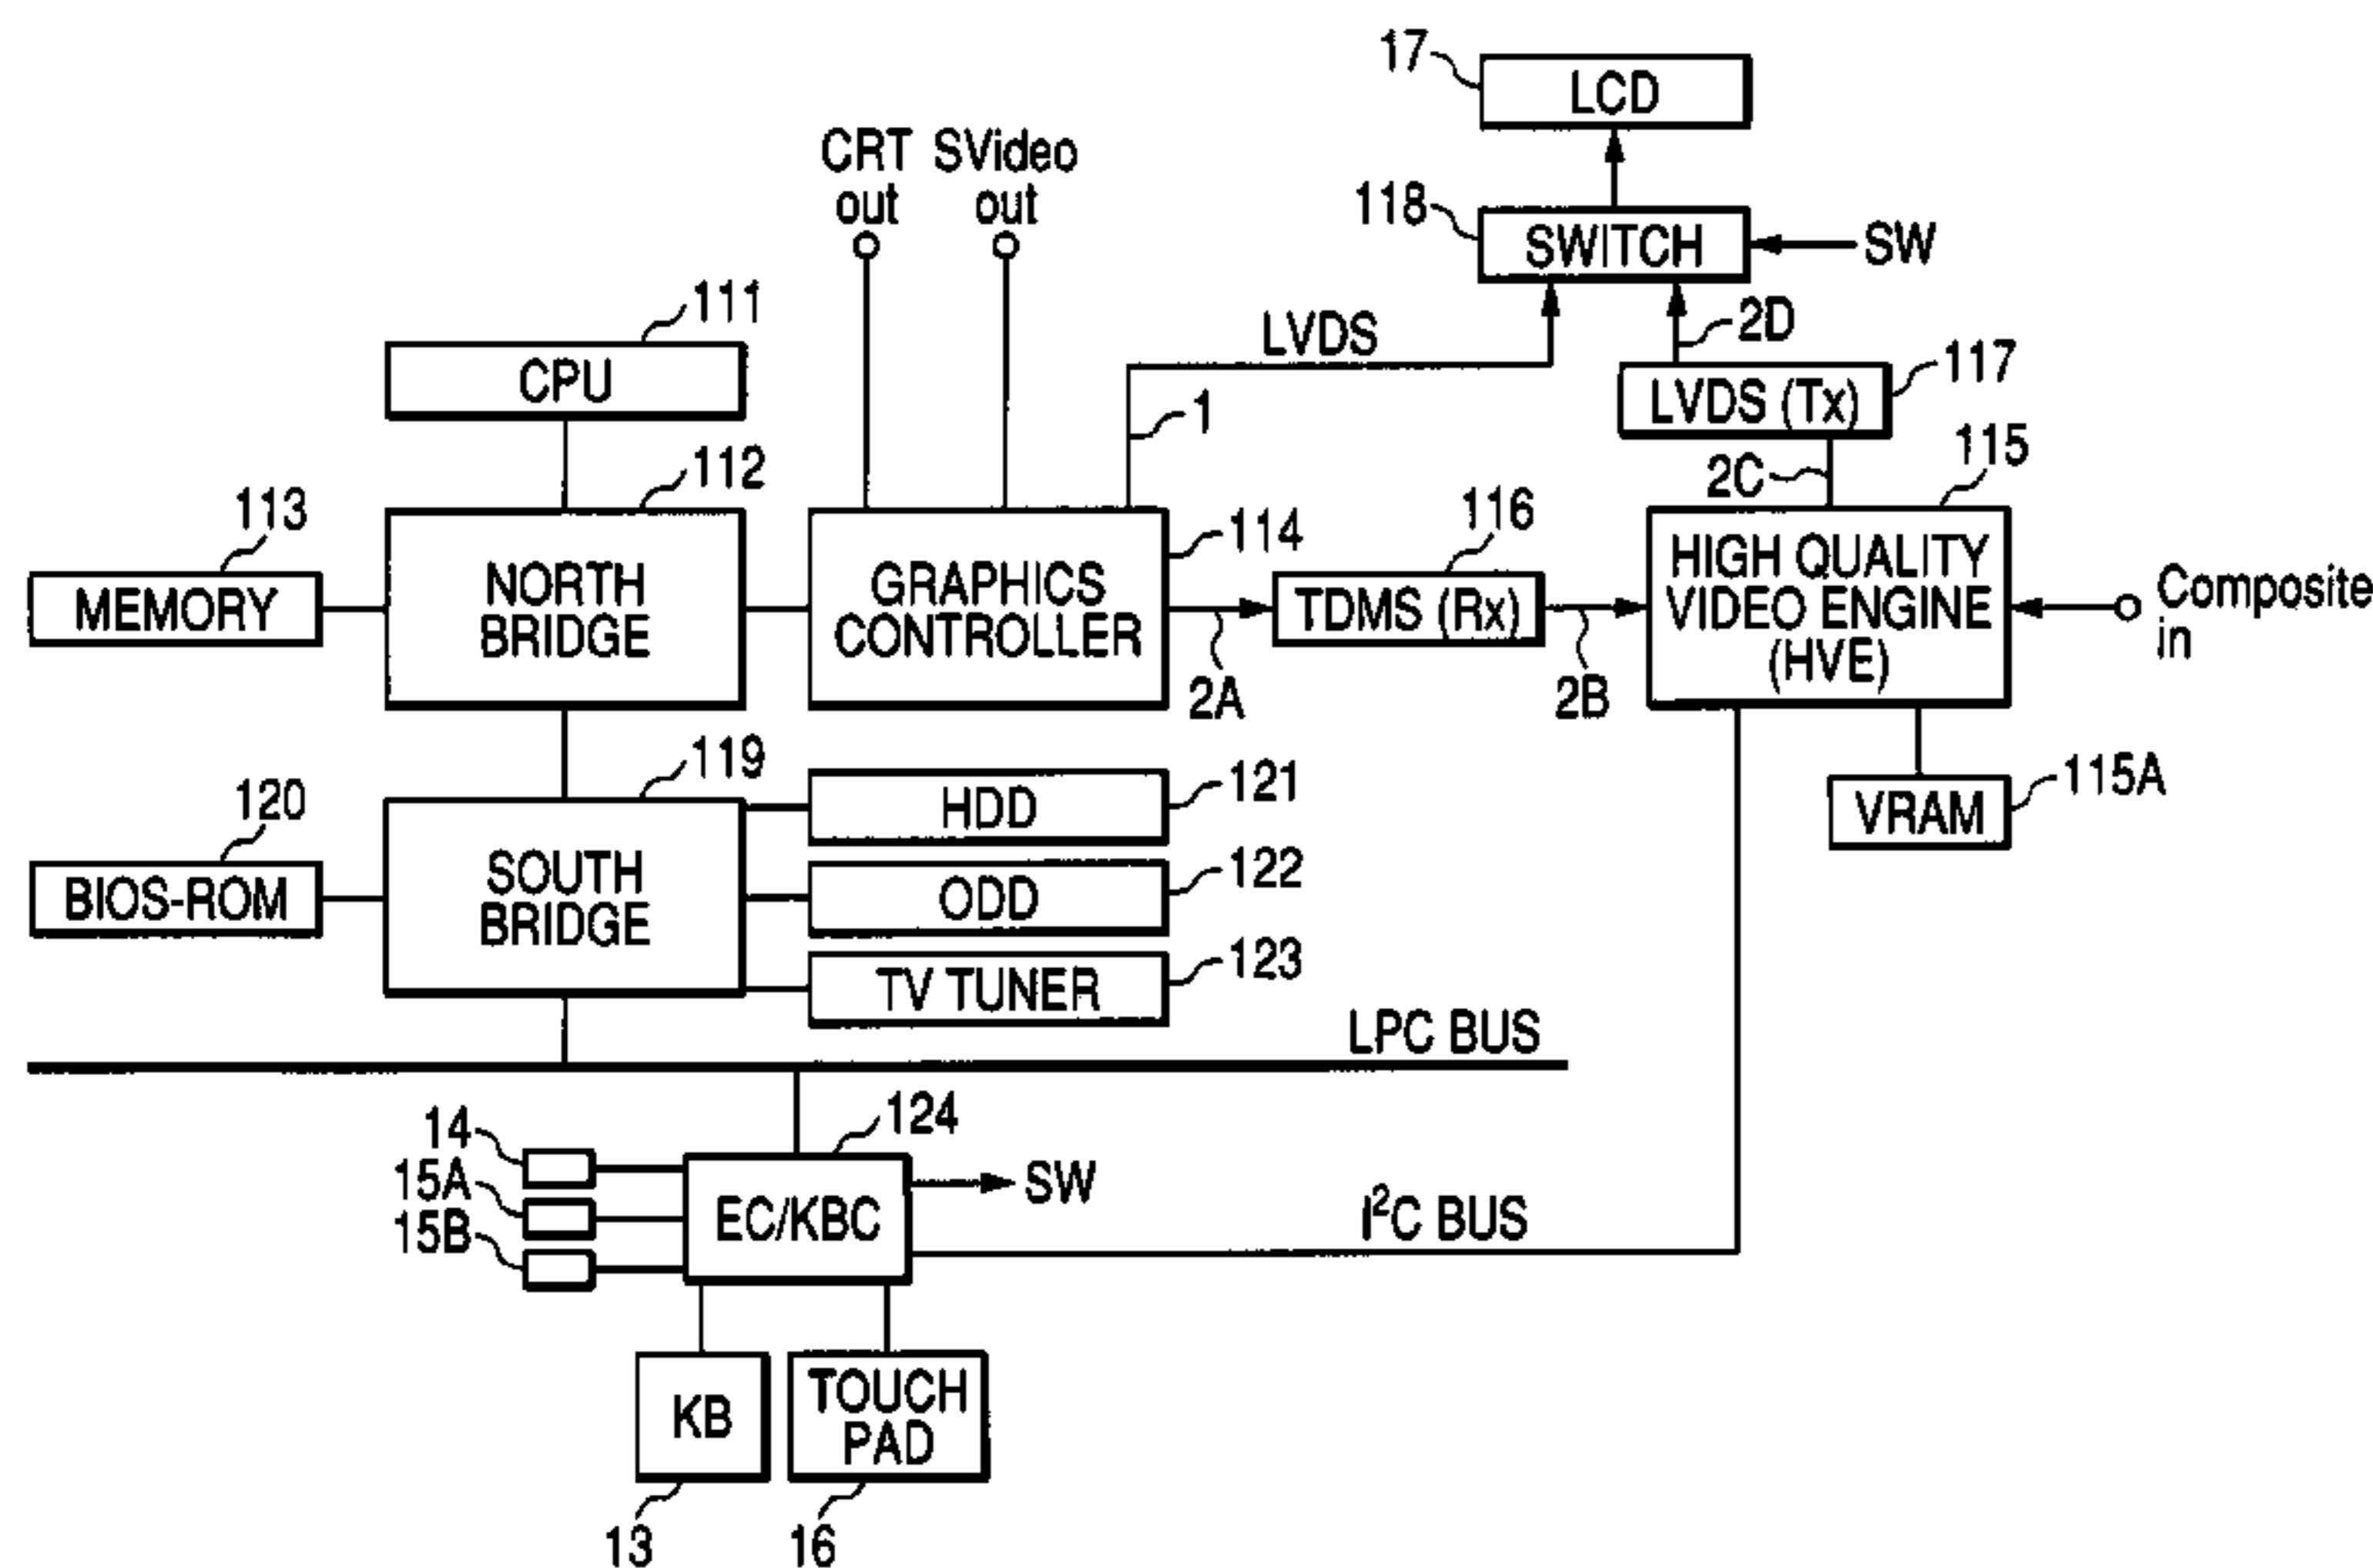 17
LCD
CRT out
SVideo out
118
SWITCH
SW
111
CPU
LVDS
2D
LVDS (Tx)
117
1
112
2C
115
113
MEMORY
NORTH
BRIDGE
GRAPHICS
CONTROLLER
114
116
TDMS (Rx)
HIGH QUALITY
VIDEO ENGINE
(HVE)
Composite
in
2A
2B
119
120
BIOS-ROM
SOUTH
BRIDGE
HDD
121
VRAM
115A
ODD
122
TV TUNER
123
LPC BUS
14
15A
15B
124
EC/KBC
SW
I²C BUS
KB
TOUCH
PAD
13
16